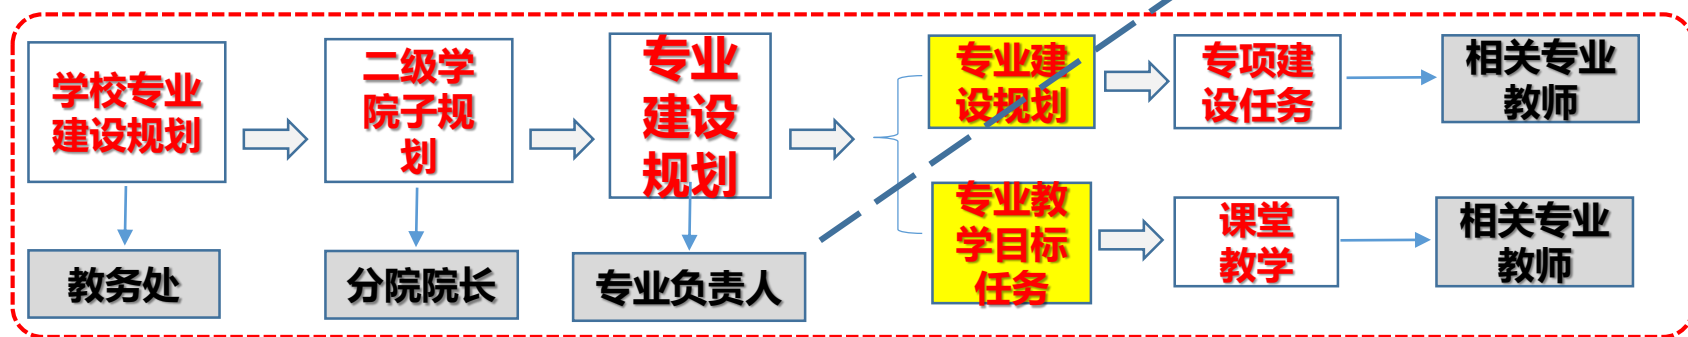 学校专业
建设规划
二级学
院子规
划
专业
建设
规划
专业建
设规划
专项建
设任务
相关专业
教师
专业教
学目标
任务
课堂
教学
相关专业
教师
教务处
分院院长
专业负责人